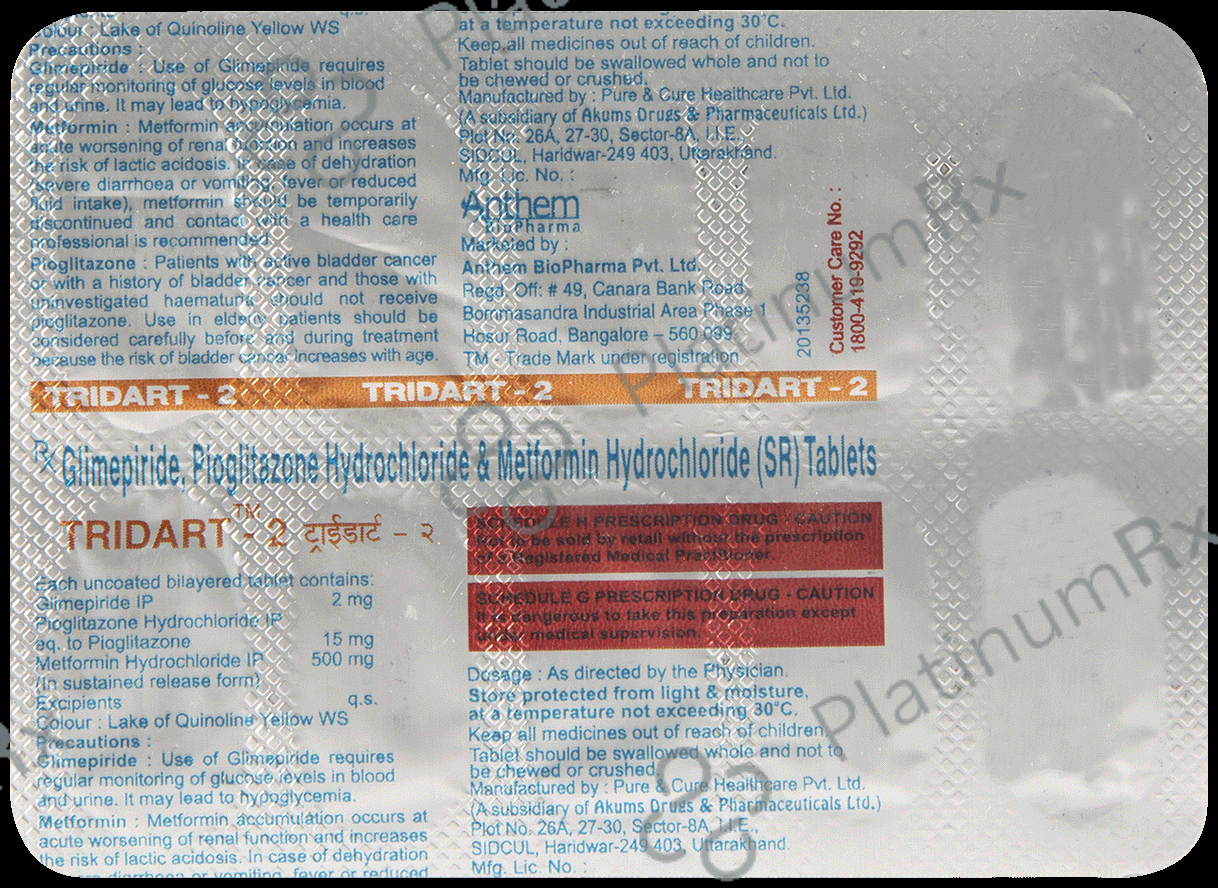 q.s.
Colour : Lake of Quinoline Yellow WS
Precautions :
Glimepiride : Use of Glimepiride requires
regular monitoring of glucose levels in blood
and urine. It may lead to hypoglycemia.
Metformin : Metformin accumulation occurs at
acute worsening of renal function and increases
the risk of lactic acidosis. In case of dehydration
(severe diarrhoea or vomiting, fever or reduced
fluid intake), metformin should be temporarily
discontinued and contact with a health care
professional is recommended.
Pioglitazone : Patients with active bladder cancer
or with a history of bladder cancer and those with
uninvestigated haematuria should not receive
pioglitazone. Use in elderly patients should be
considered carefully before and during treatment
because the risk of bladder cancer increases with age.
at a temperature not exceeding 30°C.
Keep all medicines out of reach of children.
Tablet should be swallowed whole and not to
be chewed or crushed.
Manufactured by : Pure & Cure Healthcare Pvt. Ltd.
(A subsidiary of Akums Drugs & Pharmaceuticals Ltd.)
Plot No. 26A, 27-30, Sector-8A, I.I.E.,
SIDCUL, Haridwar-249 403, Uttarakhand.
Mfg. Lic. No. :
Anthem
BioPharma
Marketed by :
Anthem BioPharma Pvt. Ltd.
Regd. Off: # 49, Canara Bank Road
Bommasandra Industrial Area Phase 1
Hosur Road, Bangalore – 560 099.
TM - Trade Mark under registration
20135238
Customer Care No. :
1800-419-9292
TRIDART - 2 TRIDART - 2 TRIDART - 2
Rx Glimepiride, Pioglitazone Hydrochloride & Metformin Hydrochloride (SR) Tablets
TRIDART™ - 2 ट्राईडार्ट – २
Each uncoated bilayered tablet contains:
Glimepiride IP 2 mg
Pioglitazone Hydrochloride IP
eq. to Pioglitazone 15 mg
Metformin Hydrochloride IP 500 mg
(In sustained release form)
Excipients q.s.
Colour : Lake of Quinoline Yellow WS
Precautions :
Glimepiride : Use of Glimepiride requires
regular monitoring of glucose levels in blood
and urine. It may lead to hypoglycemia.
Metformin : Metformin accumulation occurs at
acute worsening of renal function and increases
the risk of lactic acidosis. In case of dehydration
diarrhoea or vomiting, fever or reduced
SCHEDULE H PRESCRIPTION DRUG - CAUTION
Not to be sold by retail without the prescription
of a Registered Medical Practitioner.
SCHEDULE G PRESCRIPTION DRUG - CAUTION
It is dangerous to take this preparation except
under medical supervision.
Dosage : As directed by the Physician.
Store protected from light & moisture,
at a temperature not exceeding 30°C.
Keep all medicines out of reach of children.
Tablet should be swallowed whole and not to
be chewed or crushed.
Manufactured by : Pure & Cure Healthcare Pvt. Ltd.
(A subsidiary of Akums Drugs & Pharmaceuticals Ltd.)
Plot No. 26A, 27-30, Sector-8A, I.I.E.,
SIDCUL, Haridwar-249 403, Uttarakhand.
Mfg. Lic. No. :
PlatinumRx
PlatinumRx